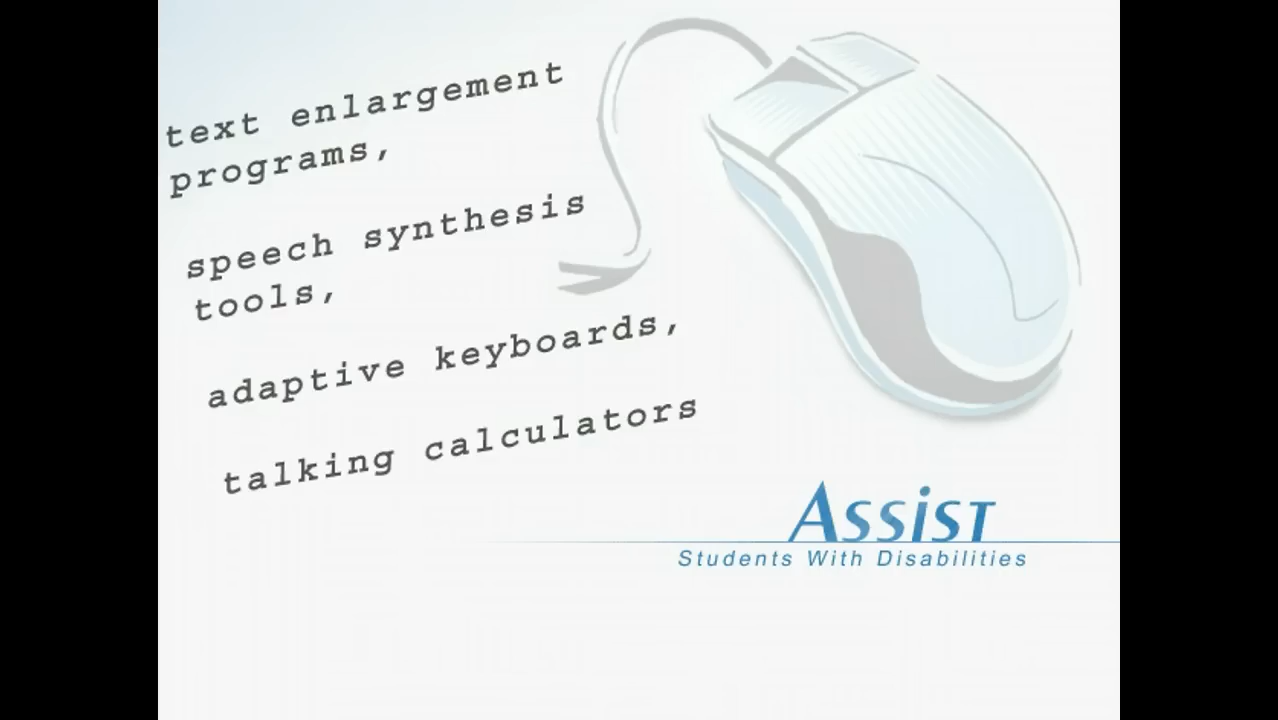 text enlargement
programs,
speech synthesis
tools,
adaptive keyboards,
talking calculators
ASSiST
Students With Disabilities